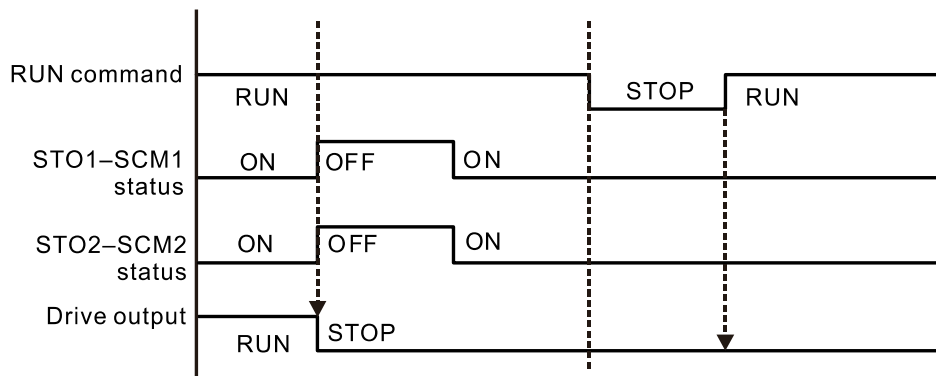 RUN command
RUN
STOP
RUN
STO1–SCM1
status
ON
OFF
ON
STO2–SCM2
status
ON
OFF
ON
Drive output
RUN
STOP